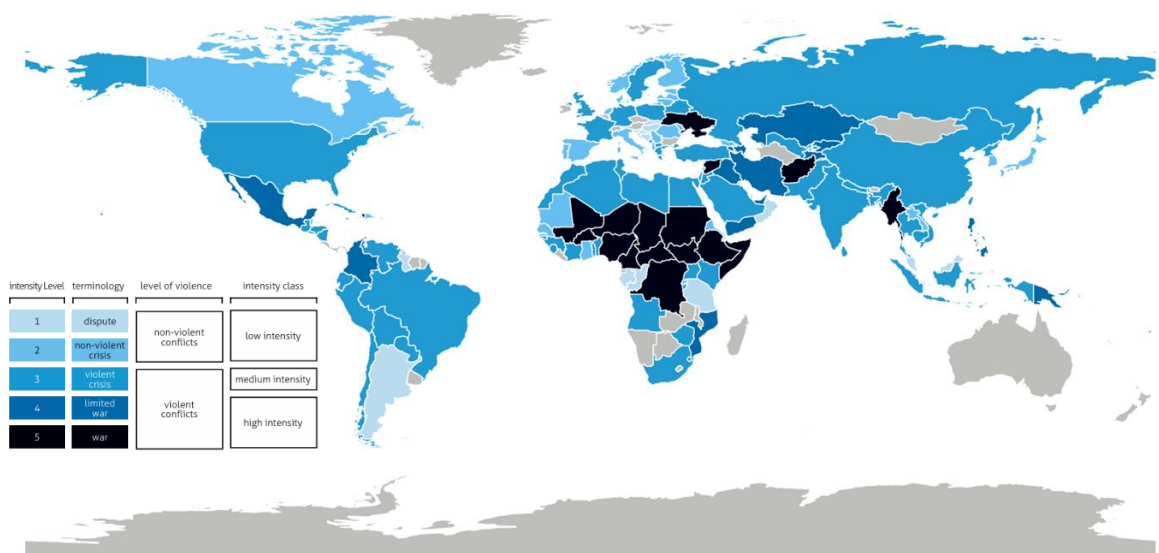 intensity Level terminology level of violence intensity class
1 dispute
2 non-violent
crisis
non-violent
conflicts
low intensity
3 violent
crisis
medium intensity
4 limited
war
violent
conflicts
high intensity
5 war